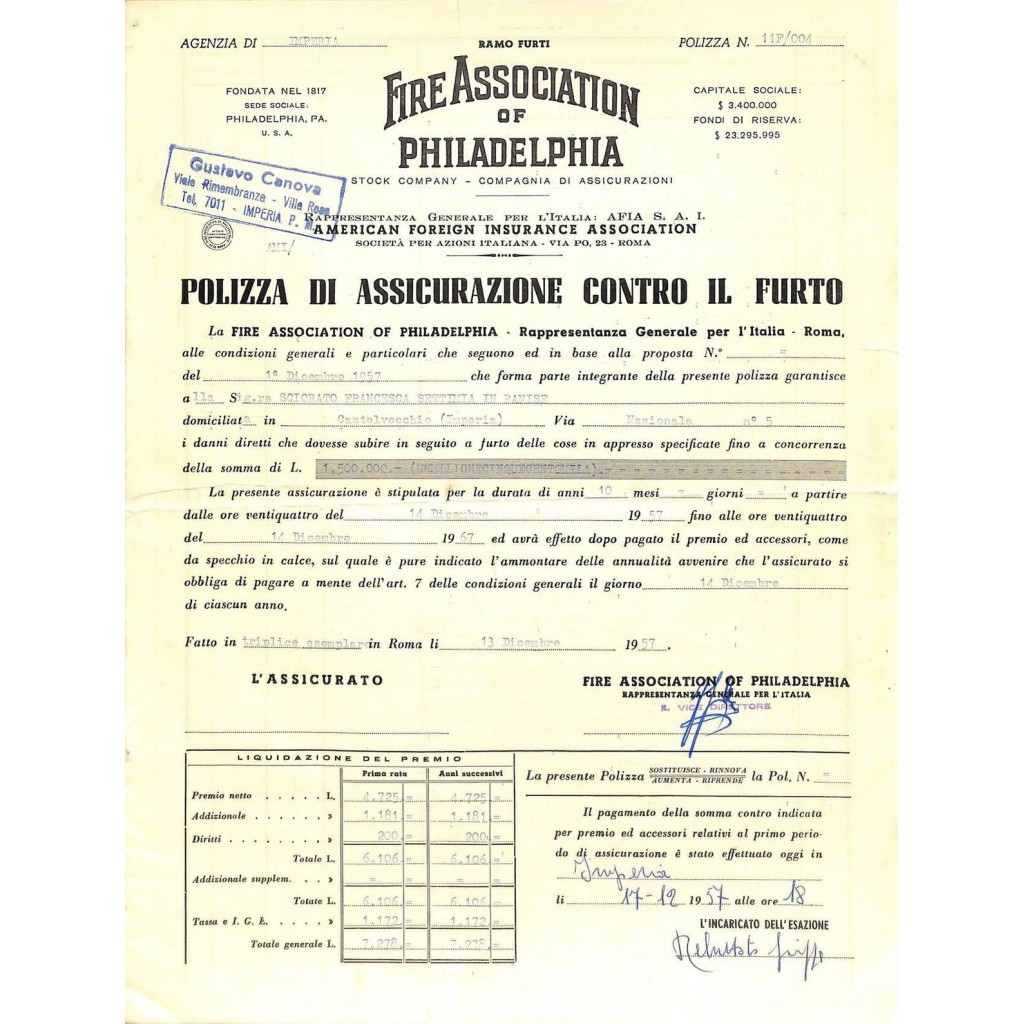 AGENZIA DI IMPERIA
RAMO FURTI
POLIZZA N. 11F/004
FONDATA NEL 1817
SEDE SOCIALE:
PHILADELPHIA, PA.
U. S. A.
FIRE ASSOCIATION
OF
PHILADELPHIA
CAPITALE SOCIALE:
$ 3.400.000
FONDI DI RISERVA:
$ 23.295.995
STOCK COMPANY - COMPAGNIA DI ASSICURAZIONI
Gustavo Canova
Viale Rimembranze - Villa Rosa
Tel. 7011 - IMPERIA P. M.
RAPPRESENTANZA GENERALE PER L'ITALIA: AFIA S. A. I.
AMERICAN FOREIGN INSURANCE ASSOCIATION
SOCIETÀ PER AZIONI ITALIANA - VIA PO, 23 - ROMA
POLIZZA DI ASSICURAZIONE CONTRO IL FURTO
La FIRE ASSOCIATION OF PHILADELPHIA - Rappresentanza Generale per l'Italia - Roma,
alle condizioni generali e particolari che seguono ed in base alla proposta N.° =
del 1° Dicembre 1957 che forma parte integrante della presente polizza garantisce
alla Sig.ra SCIORATO FRANCESCA SETTIMIA IN RANISE
domiciliata in Castelvecchio (Imperia) Via Nazionale n° 5
i danni diretti che dovesse subire in seguito a furto delle cose in appresso specificate fino a concorrenza
della somma di L. 1.500.000.- (UNMILIONECINQUECENTOMILA).-
La presente assicurazione è stipulata per la durata di anni 10 mesi = giorni = a partire
dalle ore ventiquattro del 14 Dicembre 1957 fino alle ore ventiquattro
del 14 Dicembre 1967 ed avrà effetto dopo pagato il premio ed accessori, come
da specchio in calce, sul quale è pure indicato l'ammontare delle annualità avvenire che l'assicurato si
obbliga di pagare a mente dell'art. 7 delle condizioni generali il giorno 14 Dicembre
di ciascun anno.
Fatto in triplice esemplare in Roma li 13 Dicembre 1957.
L'ASSICURATO
FIRE ASSOCIATION OF PHILADELPHIA
RAPPRESENTANZA GENERALE PER L'ITALIA
IL VICE DIRETTORE
LIQUIDAZIONE DEL PREMIO
Prima rata Anni successivi
Premio netto . . . . . L. 4.725 = 4.725 =
Addizionale . . . . . . » 1.181 = 1.181 =
Diritti . . . . . . . . » 200 = 200 =
Totale L. 6.106 = 6.106 =
Addizionale supplem. . . » = =
Totale L. 6.106 = 6.106 =
Tassa e I. G. E. . . . . » 1.172 = 1.172 =
Totale generale L. 7.278 = 7.278 =
La presente Polizza SOSTITUISCE - RINNOVA
AUMENTA - RIPRENDE la Pol. N. =
Il pagamento della somma contro indicata
per premio ed accessori relativi al primo perio-
do di assicurazione è stato effettuato oggi in
Imperia
li 17-12 1957 alle ore 18
L'INCARICATO DELL'ESAZIONE